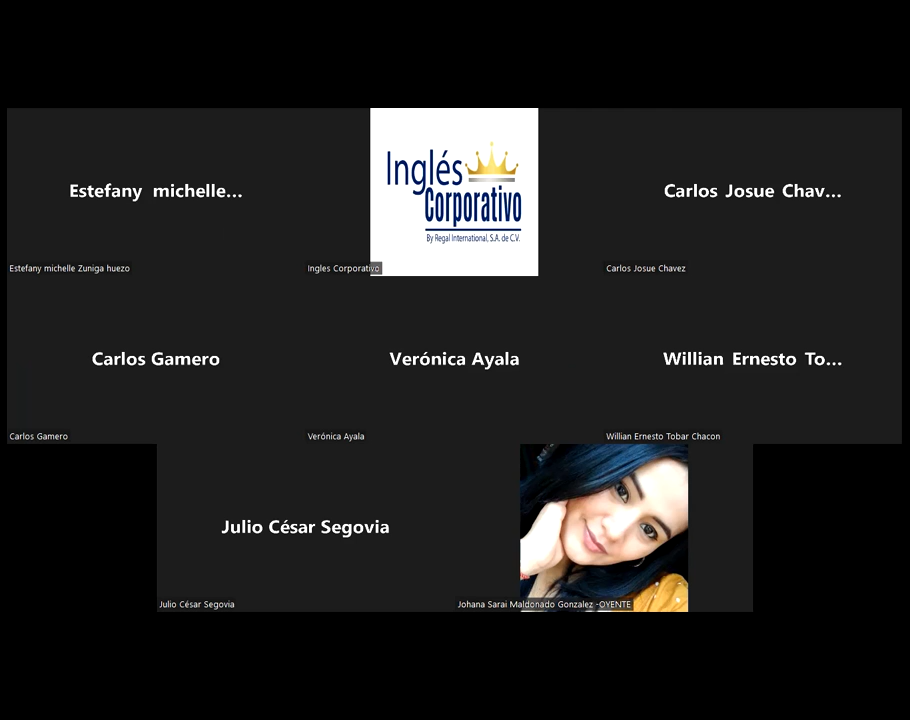 Estefany michelle...
Inglés
Corporativo
By Regal International, S.A. de C.V.
Carlos Josue Chav...
Estefany michelle Zuniga huezo
Ingles Corporativo
Carlos Josue Chavez
Carlos Gamero
Verónica Ayala
Willian Ernesto To...
Carlos Gamero
Verónica Ayala
Willian Ernesto Tobar Chacon
Julio César Segovia
Julio César Segovia
Johana Sarai Maldonado Gonzalez -OYENTE